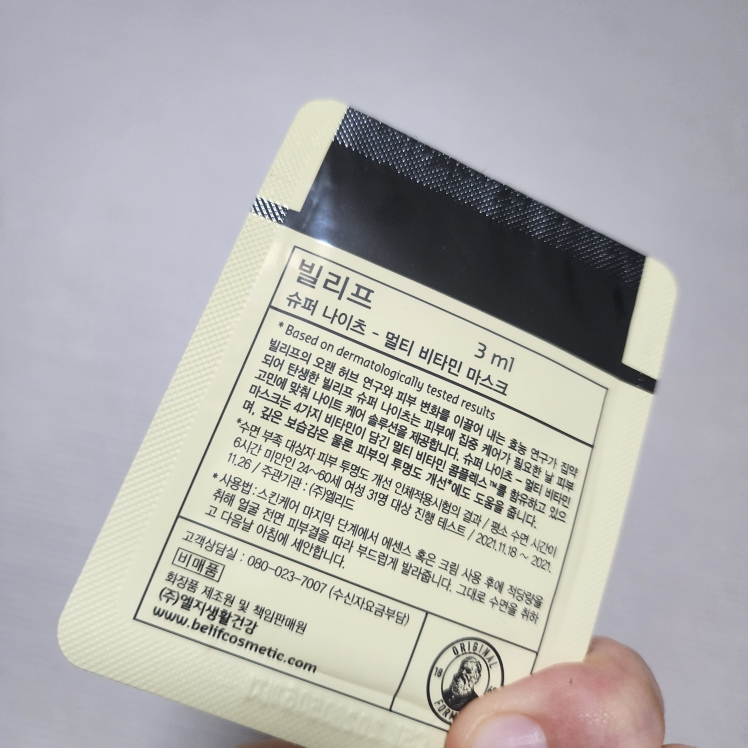 빌리프
슈퍼 나이츠 - 멀티 비타민 마스크
3 ml
*Based on dermatologically tested results
빌리프의 오랜 허브 연구와 피부 변화를 이끌어 내는 효능 연구가 집약
되어 탄생한 빌리프 슈퍼 나이츠는 피부에 집중 케어가 필요한 날 피부
고민에 맞춰 나이트 케어 솔루션을 제공합니다. 슈퍼 나이츠 - 멀티 비타민
마스크는 4가지 비타민이 담긴 멀티 비타민 콤플렉스™를 함유하고 있으
며, 깊은 보습감은 물론 피부의 투명도 개선*에도 도움을 줍니다.
*수면 부족 대상자 피부 투명도 개선 인체적용시험의 결과 / 평소 수면 시간이
6시간 미만인 24~60세 여성 31명 대상 진행 테스트 / 2021.11.18 ~ 2021.
11.26 / 주관기관 : (주)엘리드
* 사용법 : 스킨케어 마지막 단계에서 에센스 혹은 크림 사용 후에 적당량을
취해 얼굴 전면 피부결을 따라 부드럽게 발라줍니다. 그대로 수면을 취하
고 다음날 아침에 세안합니다.
고객상담실 : 080-023-7007 (수신자요금부담)
비매품
화장품 제조원 및 책임판매원
(주)엘지생활건강
www.belifcosmetic.com
ORIGINAL
18